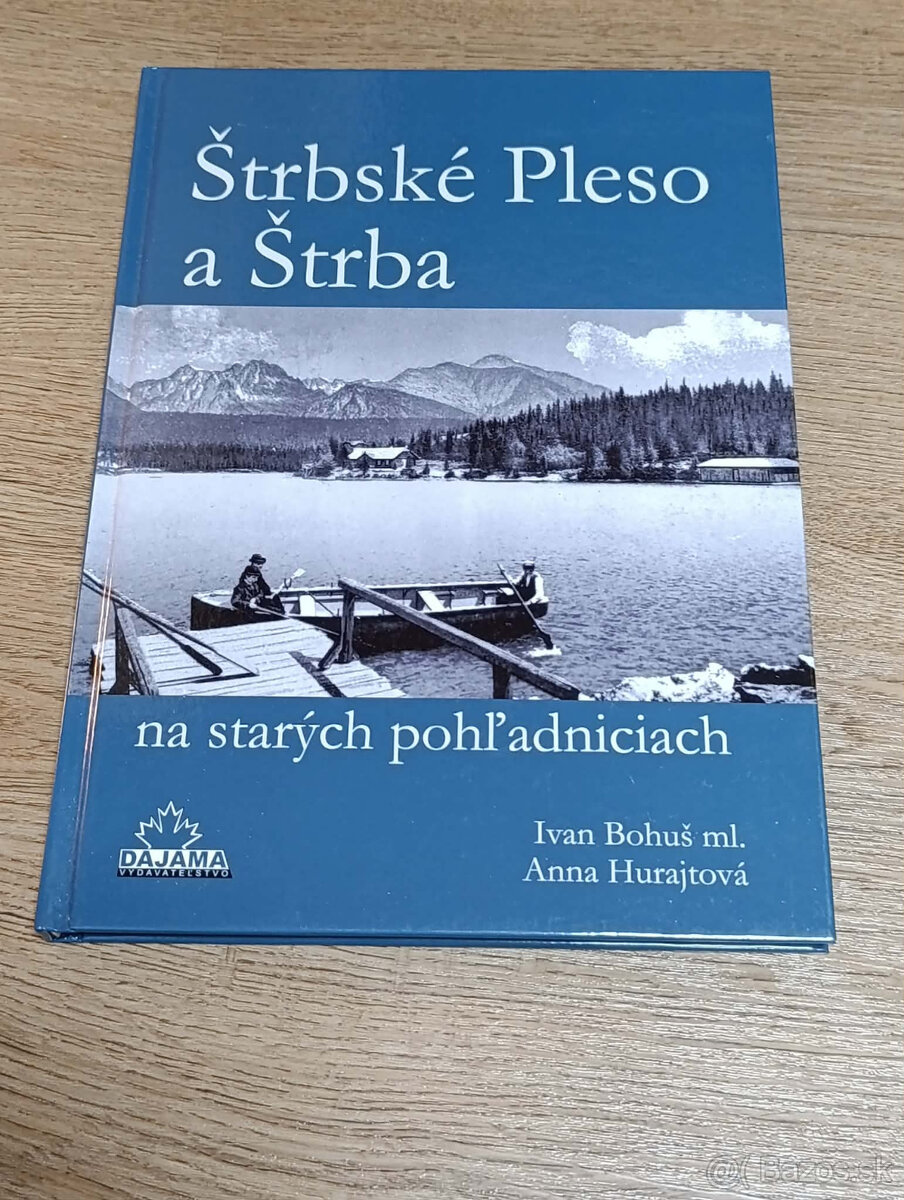 Štrbské Pleso
a Štrba
na starých pohľadniciach
DAJAMA
VYDAVATEĽSTVO
Ivan Bohuš ml.
Anna Hurajtová
@(Bazos.sk